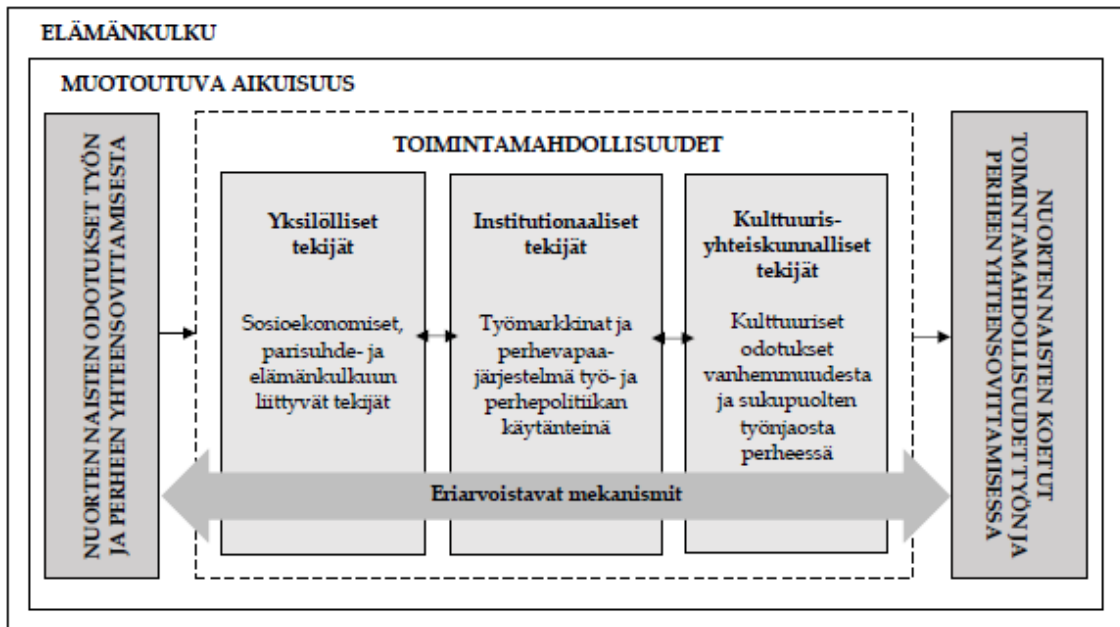 ELÄMÄNKULKU
MUOTOUTUVA AIKUISUUS
NUORTEN NAISTEN ODOTUKSET TYÖN
JA PERHEEN YHTEENSOVITTAMISESTA
TOIMINTAMAHDOLLISUUDET
Yksilölliset
tekijät
Sosioekonomiset,
parisuhde- ja
elämänkulkuun
liittyvät tekijät
Institutionaaliset
tekijät
Työmarkkinat ja
perhevapaa-
järjestelmä työ- ja
perhepolitiikan
käytänteinä
Kulttuuris-
yhteiskunnalliset
tekijät
Kulttuuriset
odotukset
vanhemmuudesta
ja sukupuolten
työnjaosta
perheessä
Eriarvoistavat mekanismit
NUORTEN NAISTEN KOETUT
TOIMINTAMAHDOLLISUUDET TYÖN JA
PERHEEN YHTEENSOVITTAMISESSA